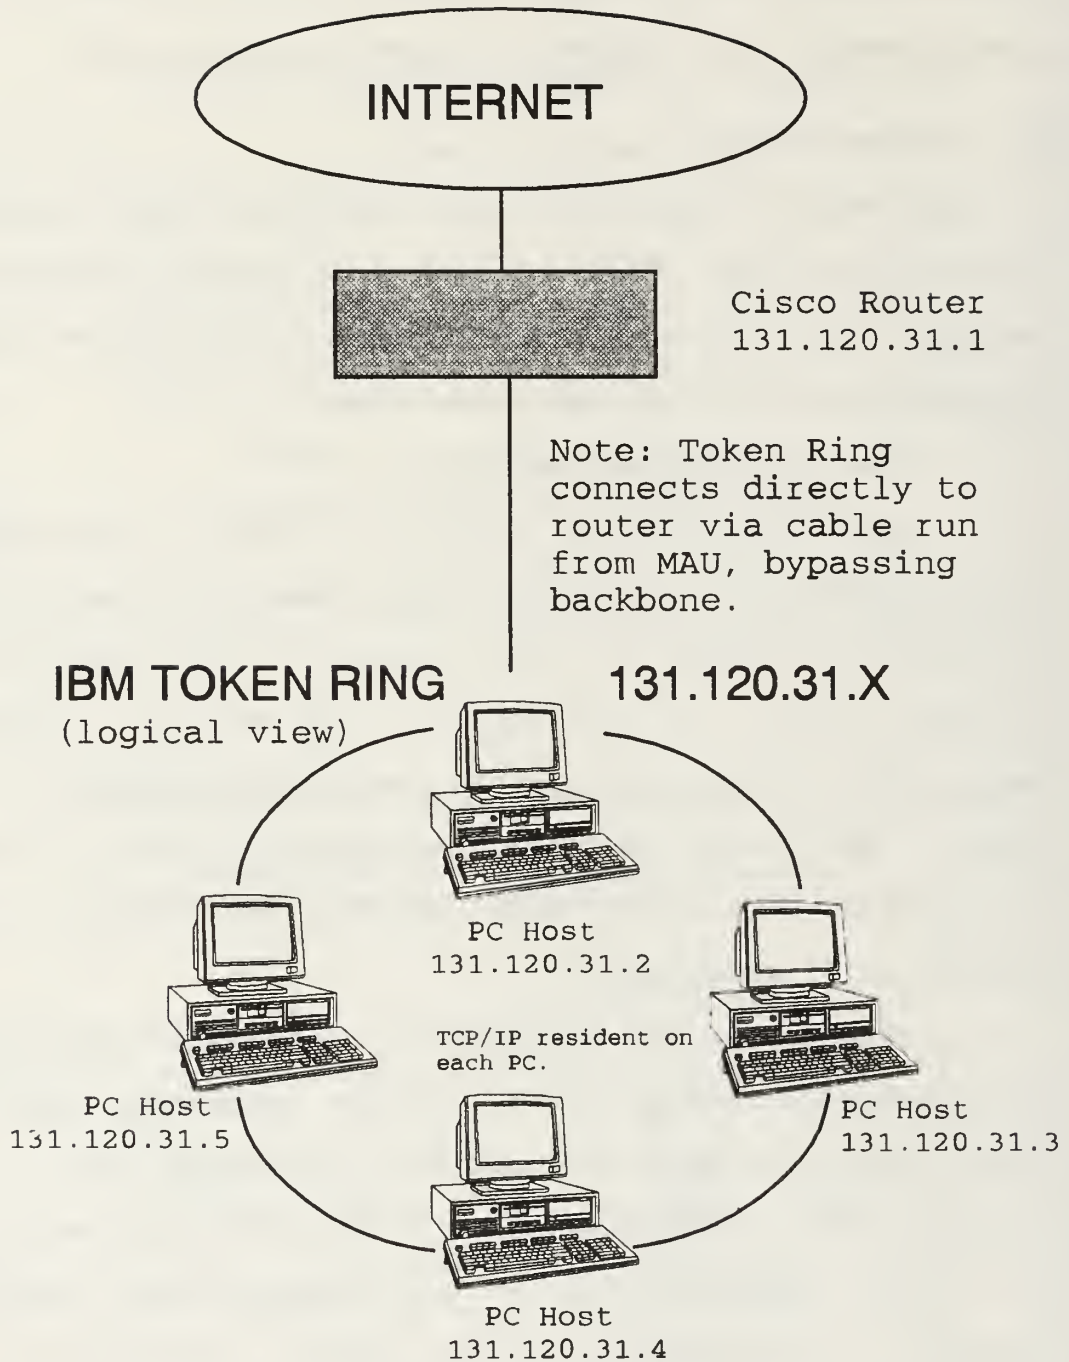 INTERNET
Cisco Router
131.120.31.1
Note: Token Ring
connects directly to
router via cable run
from MAU, bypassing
backbone.
IBM TOKEN RING
131.120.31.X
(logical view)
PC Host
131.120.31.2
TCP/IP resident on
each PC.
PC Host
131.120.31.5
PC Host
131.120.31.3
PC Host
131.120.31.4